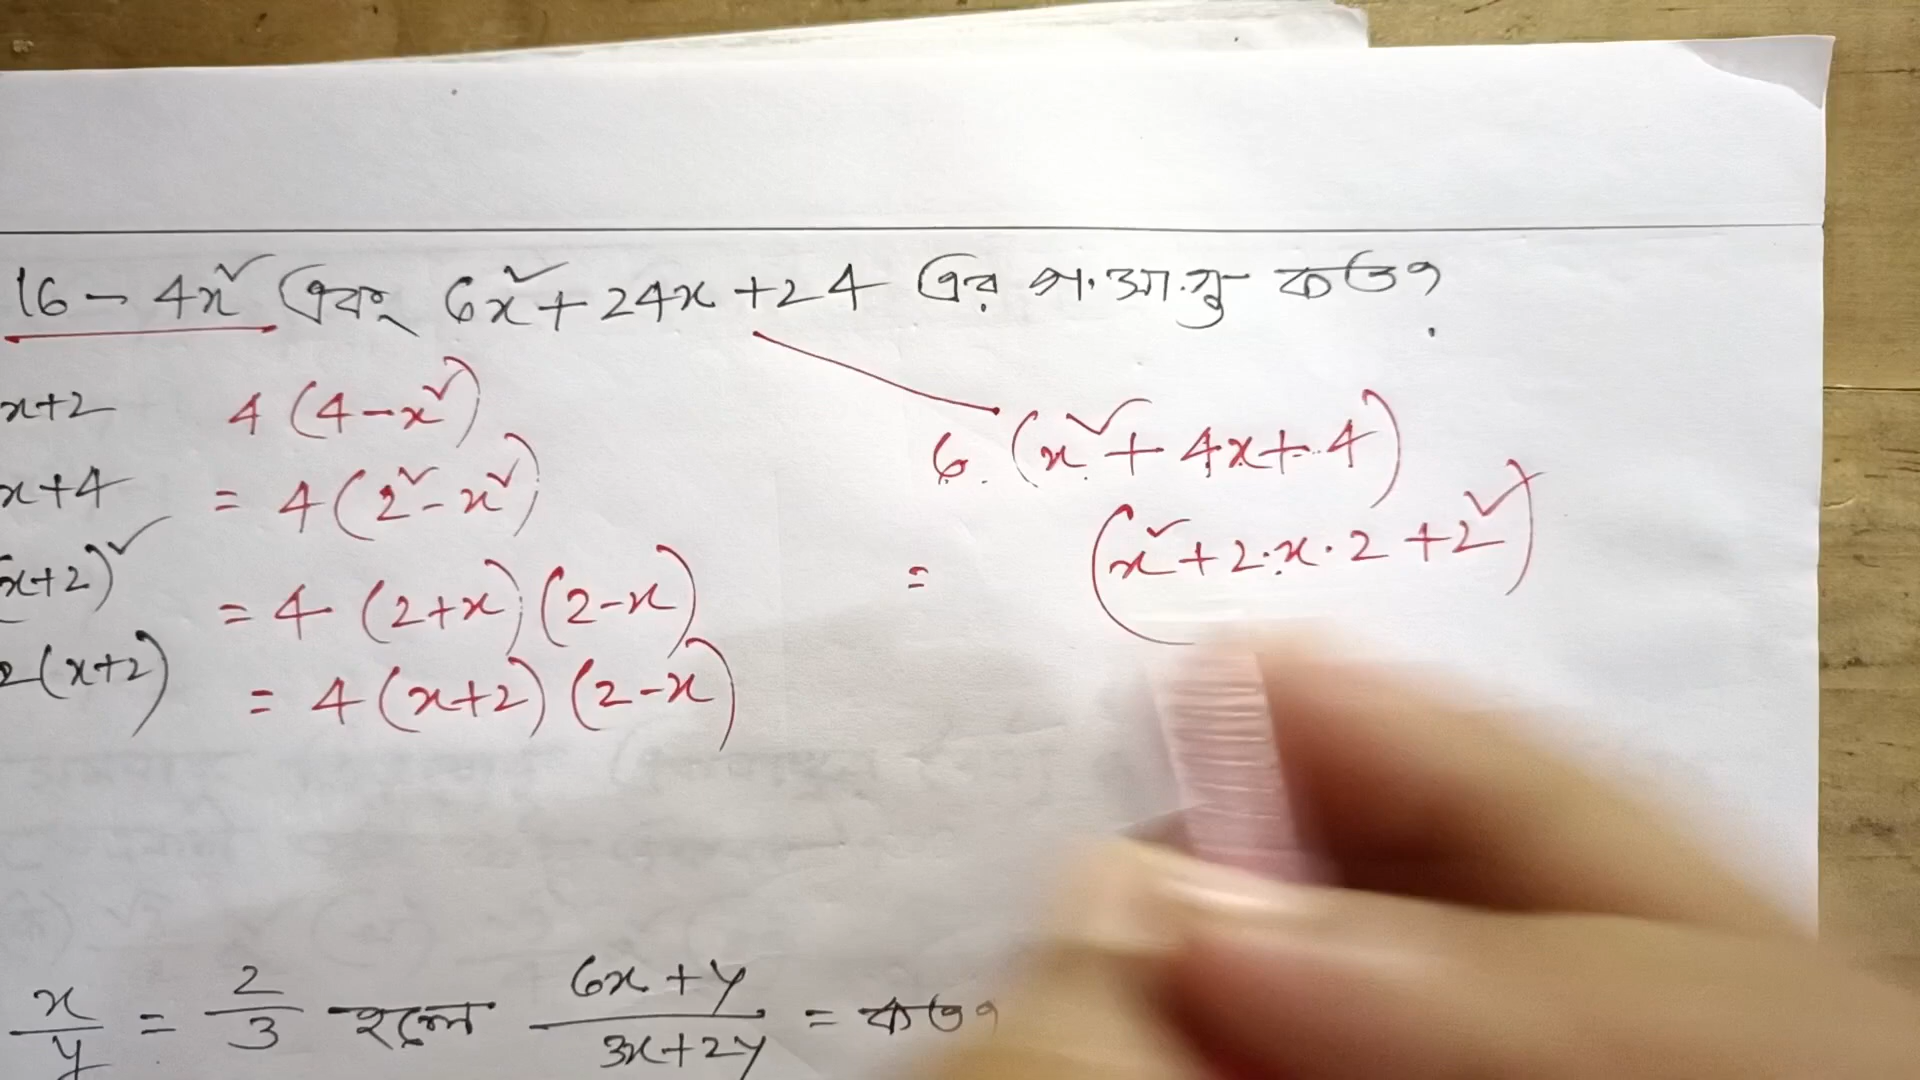 16 - 4x² এবং 6x² + 24x + 24 এর গ.সা.গু কত?
x+2
x+4
(x+2)²
2(x+2)
4(4-x²)
= 4(2²-x²)
= 4(2+x)(2-x)
= 4(x+2)(2-x)
6(x²+4x+4)
= (x²+2.x.2+2²)
x/y = 2/3 হলে 6x+y/3x+2y = কত?